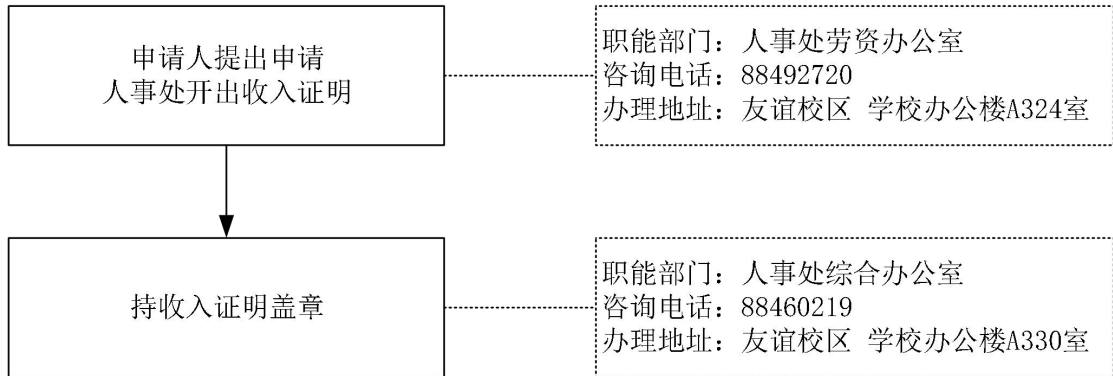 申请人提出申请
人事处开出收入证明
职能部门：人事处劳资办公室
咨询电话：88492720
办理地址：友谊校区 学校办公楼A324室
持收入证明盖章
职能部门：人事处综合办公室
咨询电话：88460219
办理地址：友谊校区 学校办公楼A330室